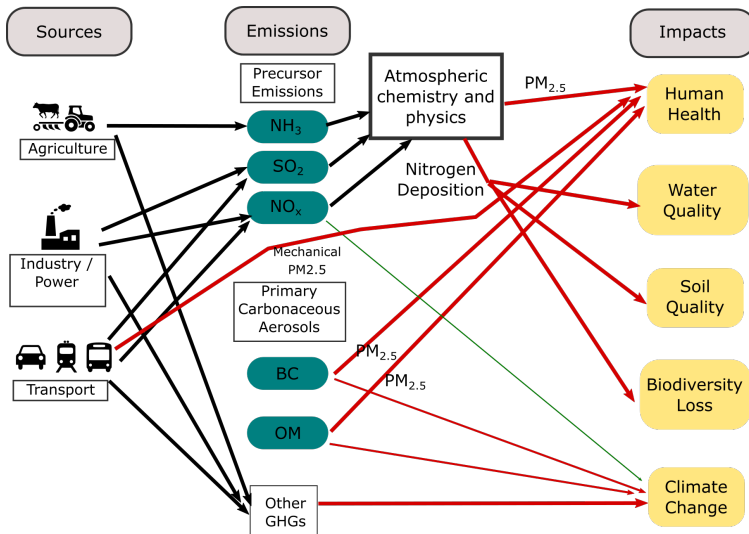 Sources
Emissions
Impacts
Precursor
Emissions
Atmospheric
chemistry and
physics
PM2.5
Human
Health
NH3
Agriculture
SO2
Nitrogen
Deposition
Water
Quality
NOx
Industry /
Power
Mechanical
PM2.5
Primary
Carbonaceous
Aerosols
Soil
Quality
Transport
BC
PM2.5
PM2.5
Biodiversity
Loss
OM
Other
GHGs
Climate
Change